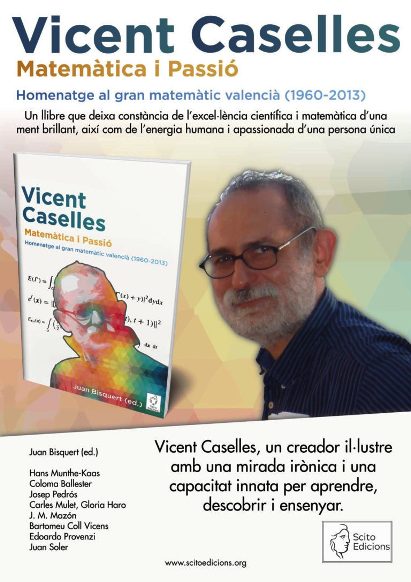 Vicent Caselles
Matemàtica i Passió
Homenatge al gran matemàtic valencià (1960-2013)
Un llibre que deixa constància de l'excel·lència científica i matemàtica d'una
ment brillant, així com de l'energia humana i apassionada d'una persona única
Vicent
Caselles
Matemàtica i Passió
Homenatge al gran matemàtic valencià (1960-2013)
Juan Bisquert (ed.)
Juan Bisquert (ed.)
Hans Munthe-Kaas
Coloma Ballester
Josep Pedrós
Carles Mulet, Gloria Haro
J. M. Mazón
Bartomeu Coll Vicens
Edoardo Provenzi
Juan Soler
Vicent Caselles, un creador il·lustre
amb una mirada irònica i una
capacitat innata per aprendre,
descobrir i ensenyar.
Scito
Edicions
www.scitoedicions.org